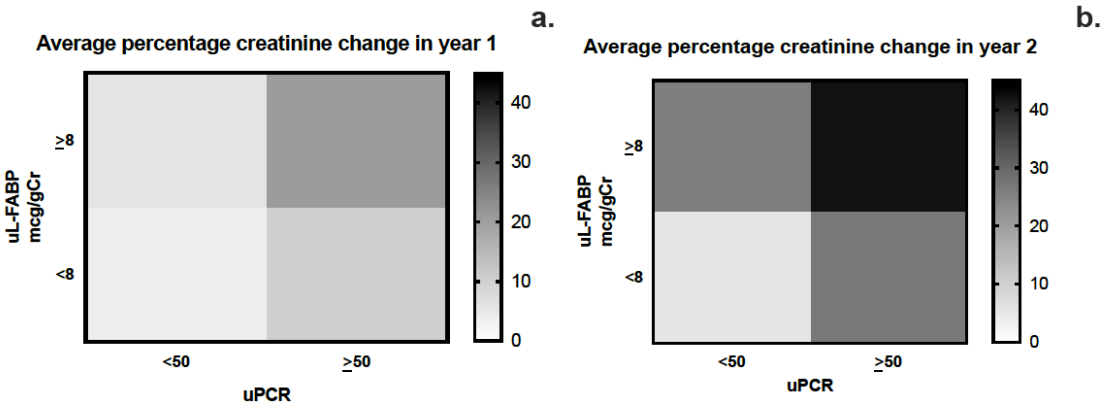 a.
Average percentage creatinine change in year 1
uL-FABP
mcg/gCr
≥8
<8
<50
≥50
uPCR
40
30
20
10
0
b.
Average percentage creatinine change in year 2
uL-FABP
mcg/gCr
≥8
<8
<50
≥50
uPCR
40
30
20
10
0